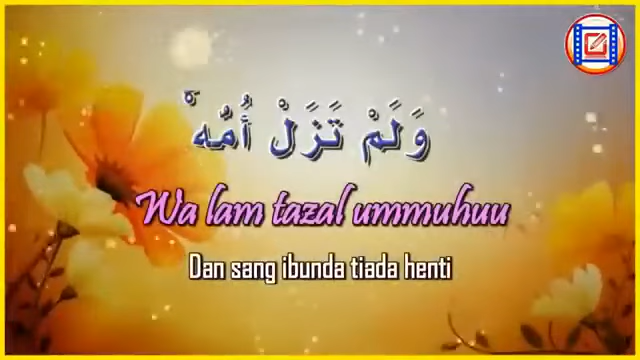 وَلَمْ تَزَلْ أُمُّهُ
Wa lam tazal ummuhuu
Dan sang ibunda tiada henti